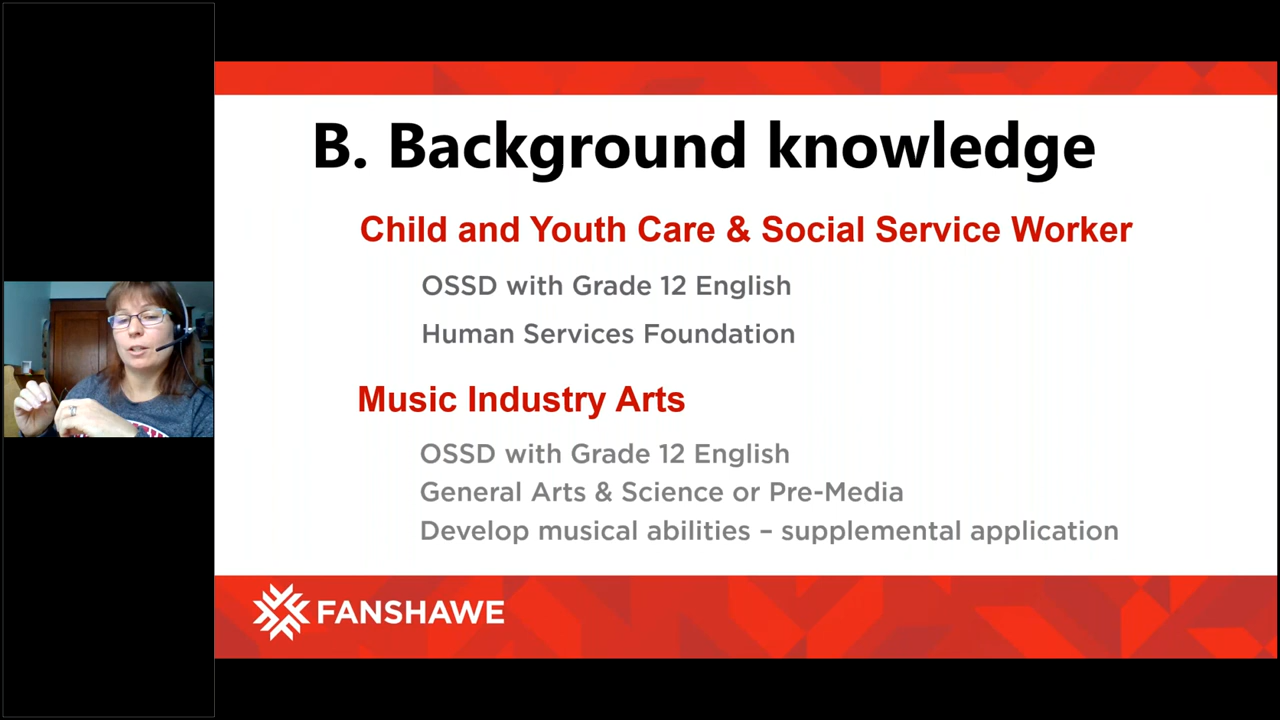 B. Background knowledge
Child and Youth Care & Social Service Worker
OSSD with Grade 12 English
Human Services Foundation
Music Industry Arts
OSSD with Grade 12 English
General Arts & Science or Pre-Media
Develop musical abilities – supplemental application
FANSHAWE